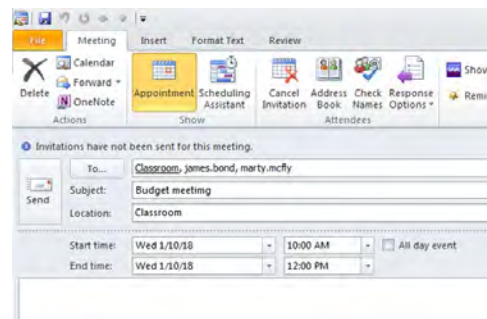 File Meeting Insert Format Text Review
Delete
Calendar
Forward
OneNote
Actions
Appointment Scheduling Assistant
Show
Cancel Invitation
Address Book
Check Names
Response Options
Attendees
Show
Remi
Invitations have not been sent for this meeting.
Send
To... Classroom, james.bond, marty.mcfly
Subject: Budget meetimg
Location: Classroom
Start time: Wed 1/10/18 10:00 AM All day event
End time: Wed 1/10/18 12:00 PM